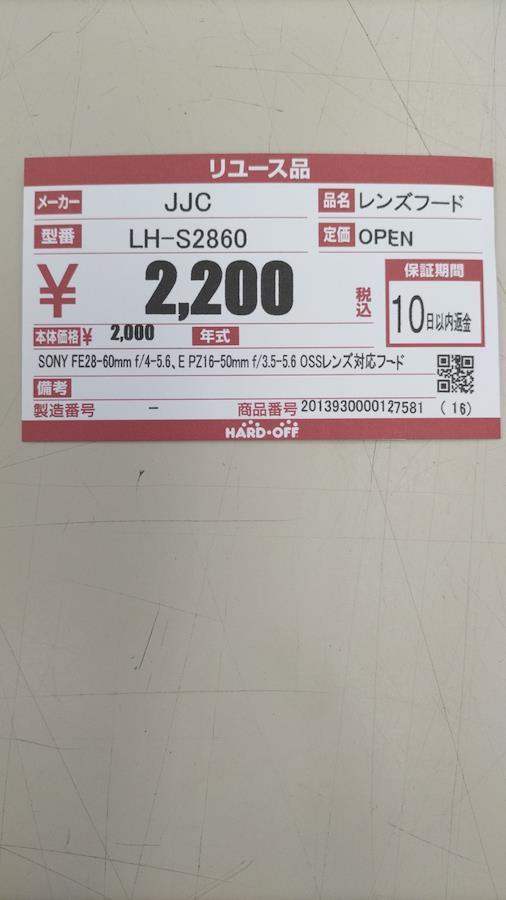 リユース品
メーカー JJC 品名 レンズフード
型番 LH-S2860 定価 OPEN
¥ 2,200 税込 保証期間
10日以内返金
本体価格¥ 2,000 年式
SONY FE28-60mm f/4-5.6、E PZ16-50mm f/3.5-5.6 OSSレンズ対応フード
備考
製造番号 - 商品番号 2013930000127581 (16)
HARD・OFF